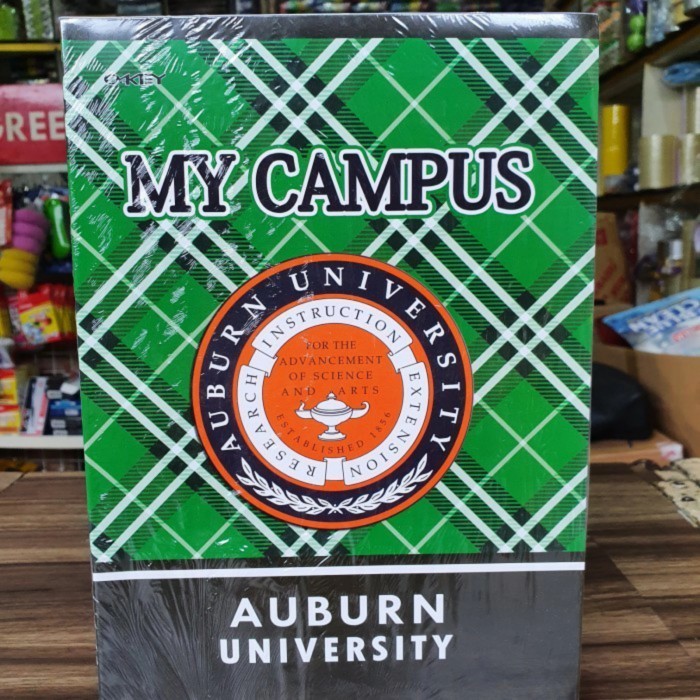 O-KEY
MY CAMPUS
AUBURN UNIVERSITY
INSTRUCTION
RESEARCH
EXTENSION
FOR THE
ADVANCEMENT
OF SCIENCE
AND ARTS
ESTABLISHED 1856
AUBURN
UNIVERSITY
REE